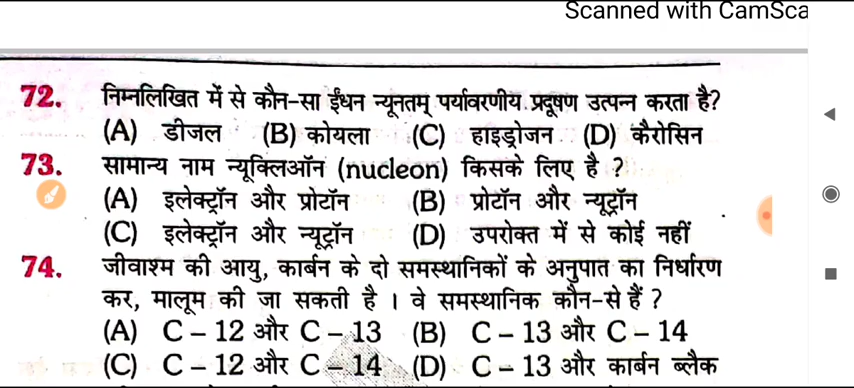 Scanned with CamSca
72. निम्नलिखित में से कौन-सा ईंधन न्यूनतम् पर्यावरणीय प्रदूषण उत्पन्न करता है?
(A) डीजल (B) कोयला (C) हाइड्रोजन (D) कैरोसिन
73. सामान्य नाम न्यूक्लिऑन (nucleon) किसके लिए है ?
(A) इलेक्ट्रॉन और प्रोटॉन (B) प्रोटॉन और न्यूट्रॉन
(C) इलेक्ट्रॉन और न्यूट्रॉन (D) उपरोक्त में से कोई नहीं
74. जीवाश्म की आयु, कार्बन के दो समस्थानिकों के अनुपात का निर्धारण
कर, मालूम की जा सकती है । वे समस्थानिक कौन-से हैं ?
(A) C – 12 और C – 13 (B) C – 13 और C – 14
(C) C – 12 और C – 14 (D) C – 13 और कार्बन ब्लैक